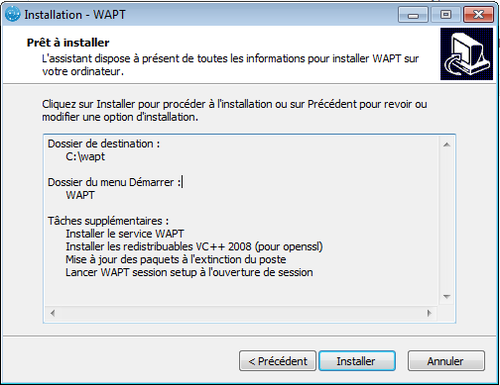 Installation - WAPT
Prêt à installer
L'assistant dispose à présent de toutes les informations pour installer WAPT sur
votre ordinateur.
Cliquez sur Installer pour procéder à l'installation ou sur Précédent pour revoir ou
modifier une option d'installation.
Dossier de destination :
C:\wapt
Dossier du menu Démarrer :
WAPT
Tâches supplémentaires :
Installer le service WAPT
Installer les redistribuables VC++ 2008 (pour openssl)
Mise à jour des paquets à l'extinction du poste
Lancer WAPT session setup à l'ouverture de session
< Précédent
Installer
Annuler